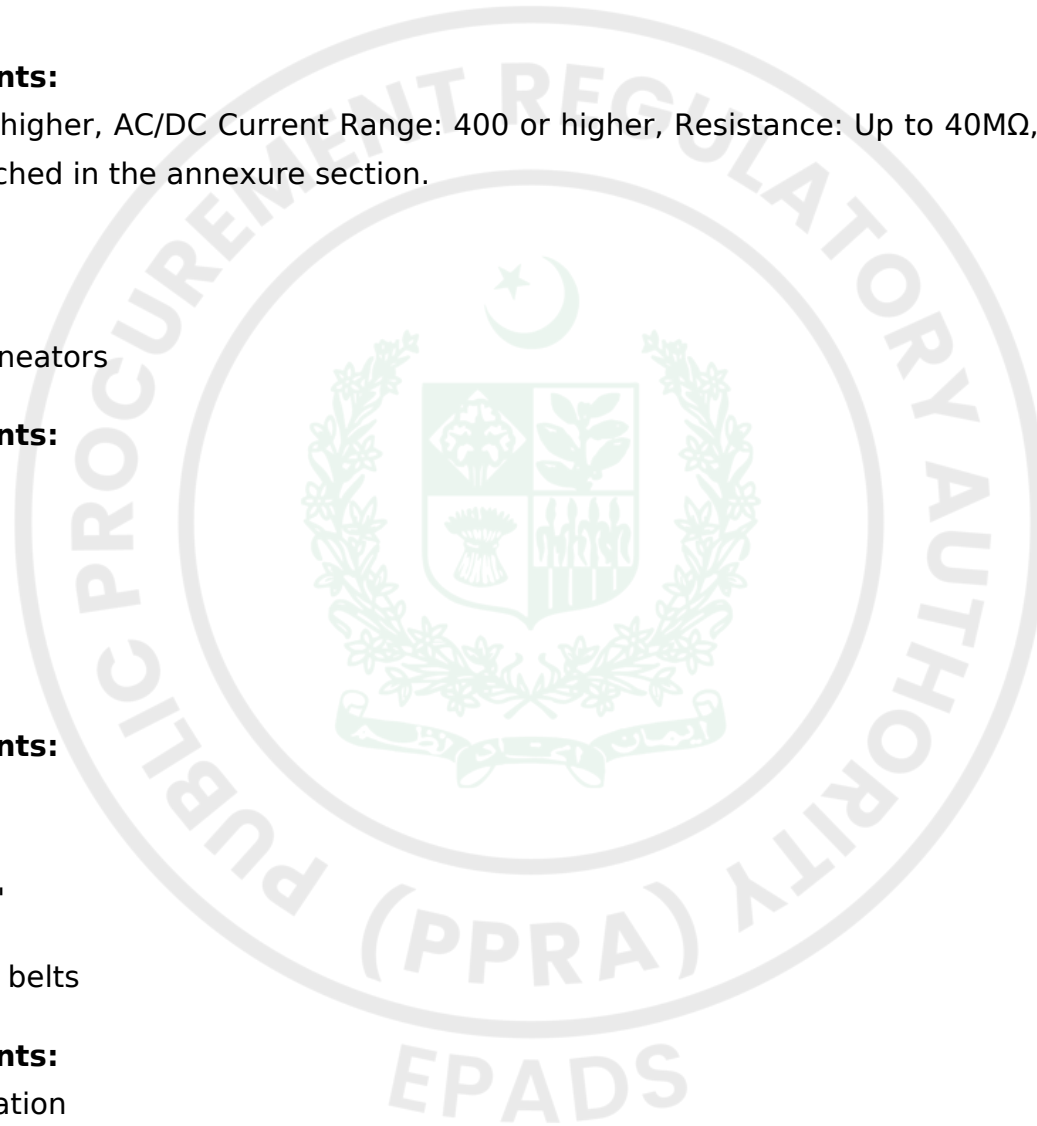 nts:
higher, AC/DC Current Range: 400 or higher, Resistance: Up to 40MΩ,
ched in the annexure section.
neators
nts:
nts:
.
belts
nts:
ation
PUBLIC PROCUREMENT REGULATORY AUTHORITY
(PPRA)
EPADS